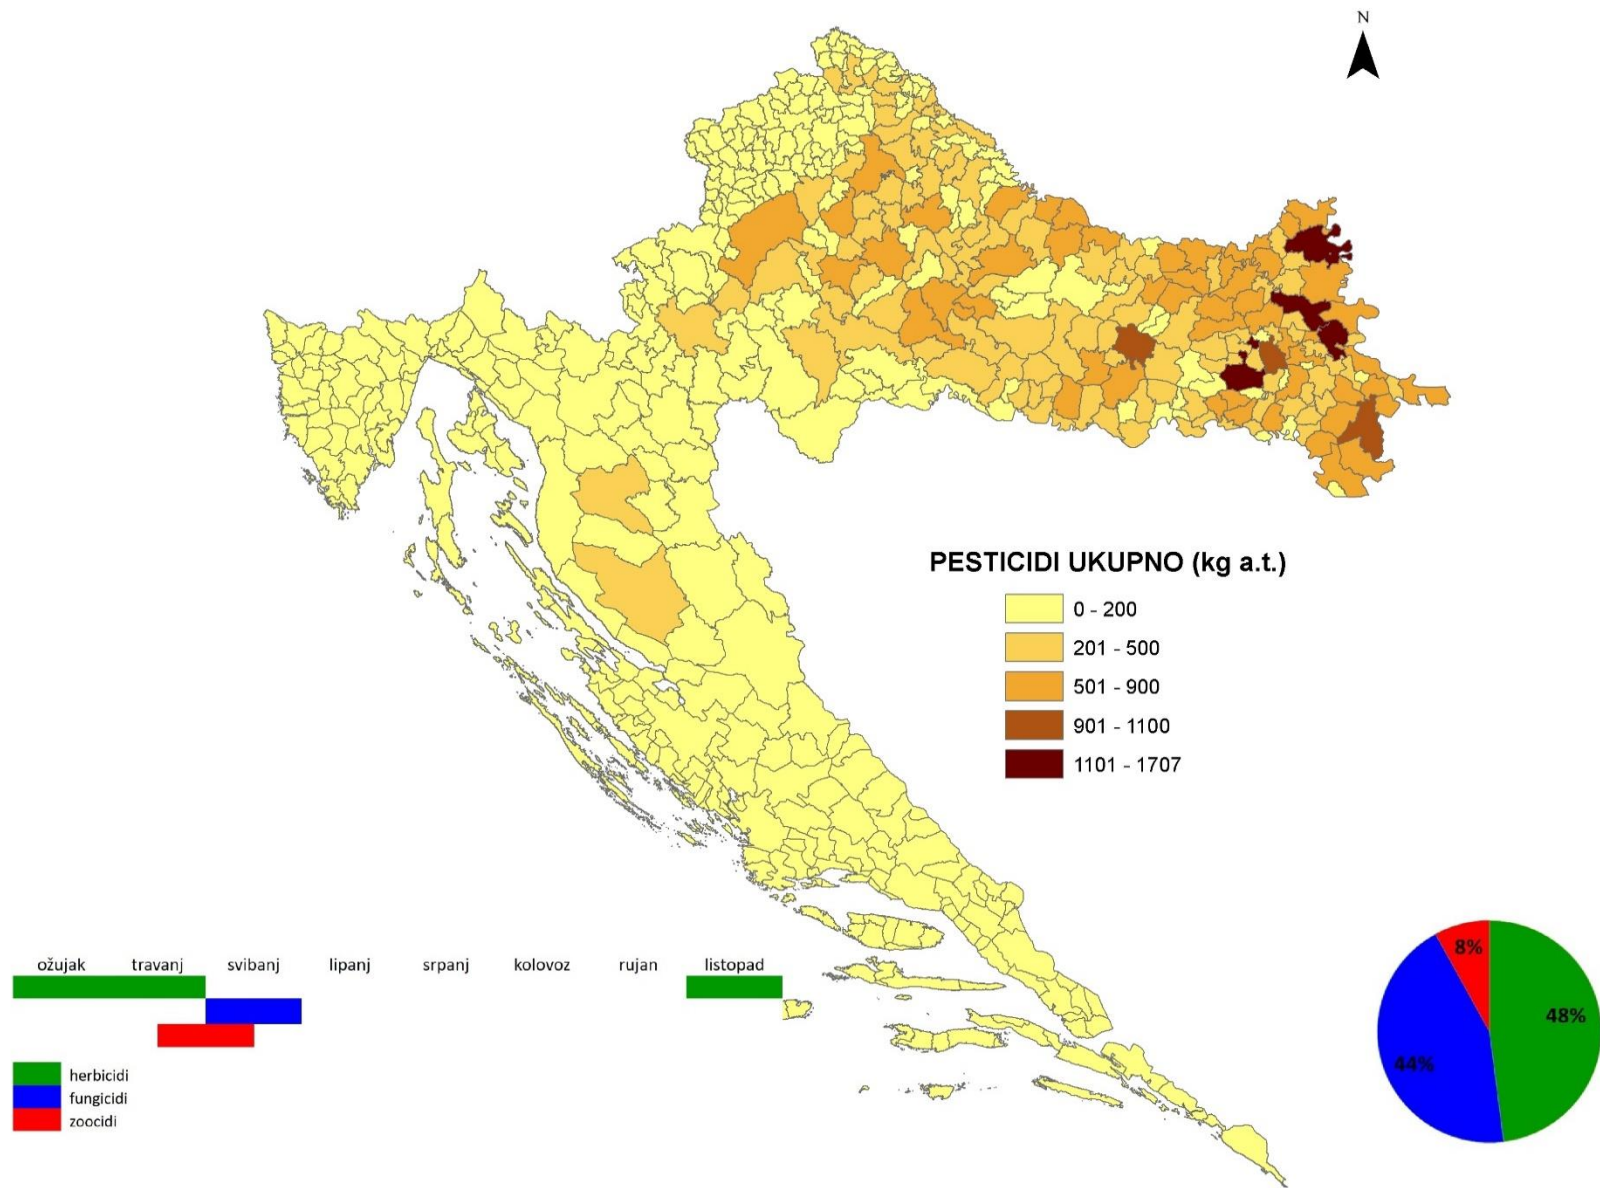 N
PESTICIDI UKUPNO (kg a.t.)
0 - 200
201 - 500
501 - 900
901 - 1100
1101 - 1707
ožujak travanj svibanj lipanj srpanj kolovoz rujan listopad
herbicidi
fungicidi
zoocidi
8%
48%
44%